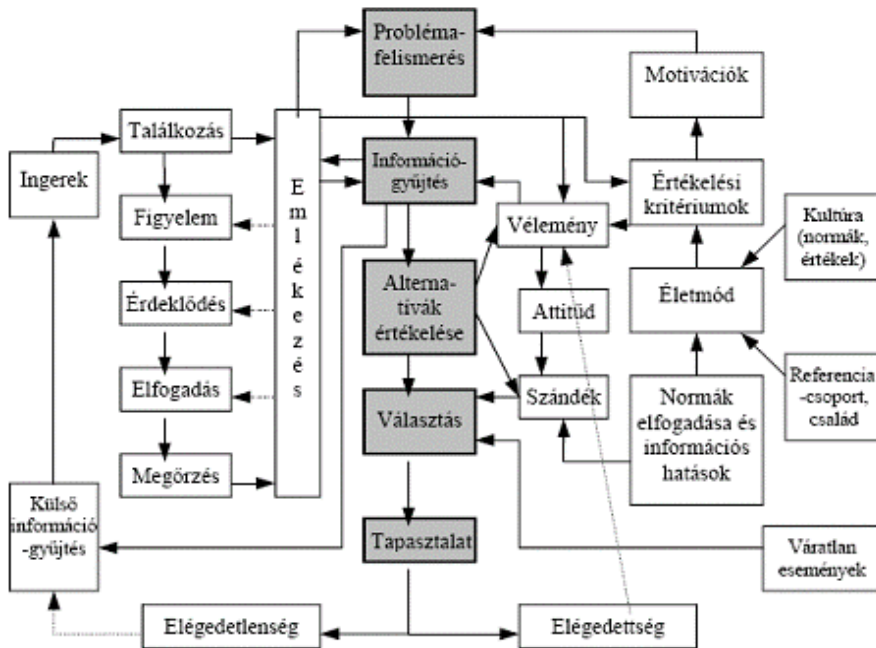 Probléma-
felismerés
Motivációk
Találkozás
Ingerek
Emlékezés
Információ-
gyűjtés
Értékelési
kritériumok
Vélemény
Kultúra
(normák,
értékek)
Figyelem
Érdeklődés
Alterna-
tívák
értékelése
Attitűd
Életmód
Elfogadás
Választás
Szándék
Normák
elfogadása és
információs
hatások
Referencia
-csoport,
család
Megőrzés
Külső
információ
-gyűjtés
Tapasztalat
Váratlan
események
Elégedetlenség
Elégedettség